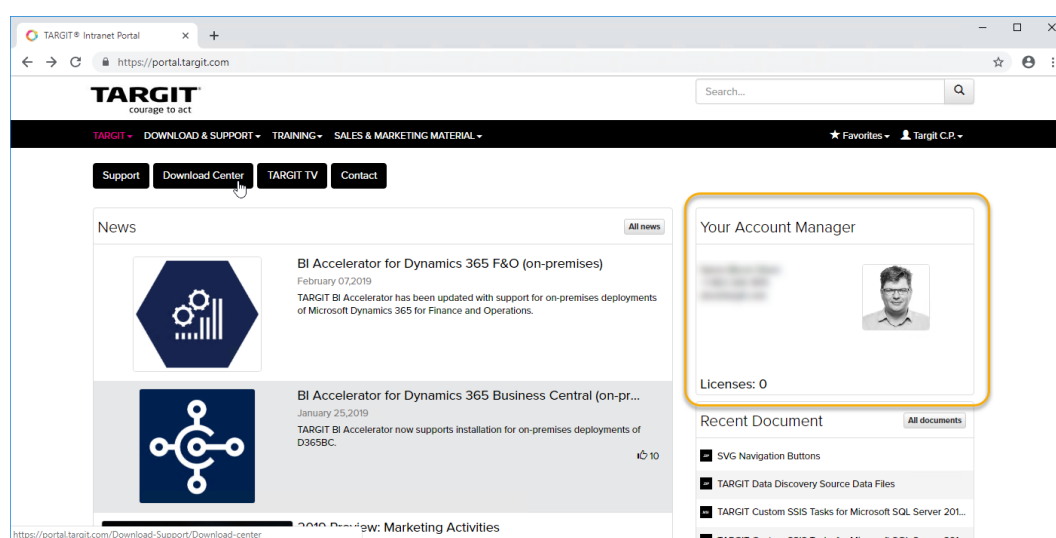 TARGIT® Intranet Portal
https://portal.targit.com
TARGIT
courage to act
Search...
TARGIT DOWNLOAD & SUPPORT TRAINING SALES & MARKETING MATERIAL Favorites Targit C.P.
Support Download Center TARGIT TV Contact
News
All news
BI Accelerator for Dynamics 365 F&O (on-premises)
February 07,2019
TARGIT BI Accelerator has been updated with support for on-premises deployments
of Microsoft Dynamics 365 for Finance and Operations.
BI Accelerator for Dynamics 365 Business Central (on-pr...
January 25,2019
TARGIT BI Accelerator now supports installation for on-premises deployments of
D365BC.
10
2019 Preview: Marketing Activities
Your Account Manager
Licenses: 0
Recent Document
All documents
SVG Navigation Buttons
TARGIT Data Discovery Source Data Files
TARGIT Custom SSIS Tasks for Microsoft SQL Server 201...
https://portal.targit.com/Download-Support/Download-center